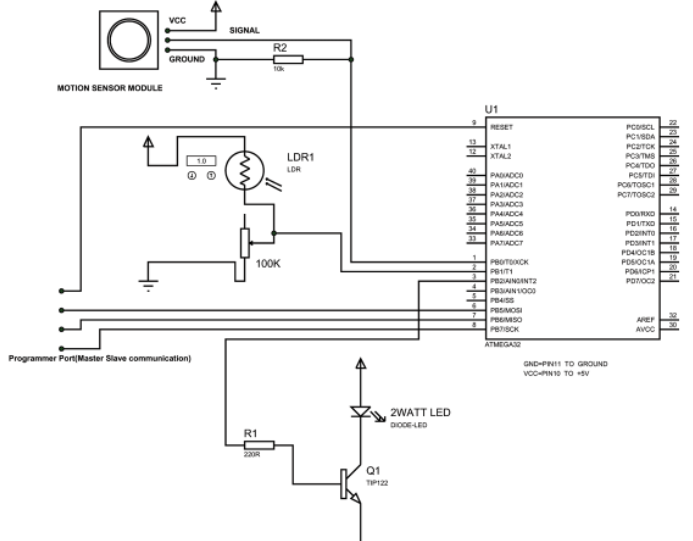 VCC
SIGNAL
GROUND
R2
10k
MOTION SENSOR MODULE
U1
9 RESET
13 XTAL1
12 XTAL2
40 PA0/ADC0
39 PA1/ADC1
38 PA2/ADC2
37 PA3/ADC3
36 PA4/ADC4
35 PA5/ADC5
34 PA6/ADC6
33 PA7/ADC7
1 PB0/T0/XCK
2 PB1/T1
3 PB2/AIN0/INT2
4 PB3/AIN1/OC0
5 PB4/SS
6 PB5/MOSI
7 PB6/MISO
8 PB7/SCK
PC0/SCL 22
PC1/SDA 23
PC2/TCK 24
PC3/TMS 25
PC4/TDO 26
PC5/TDI 27
PC6/TOSC1 28
PC7/TOSC2 29
PD0/RXD 14
PD1/TXD 15
PD2/INT0 16
PD3/INT1 17
PD4/OC1B 18
PD5/OC1A 19
PD6/ICP1 20
PD7/OC2 21
AREF 32
AVCC 30
ATMEGA32
GND=PIN11 TO GROUND
VCC=PIN10 TO +5V
1.0
LDR1
LDR
100K
Programmer Port(Master Slave communication)
2WATT LED
DIODE-LED
R1
220R
Q1
TIP122